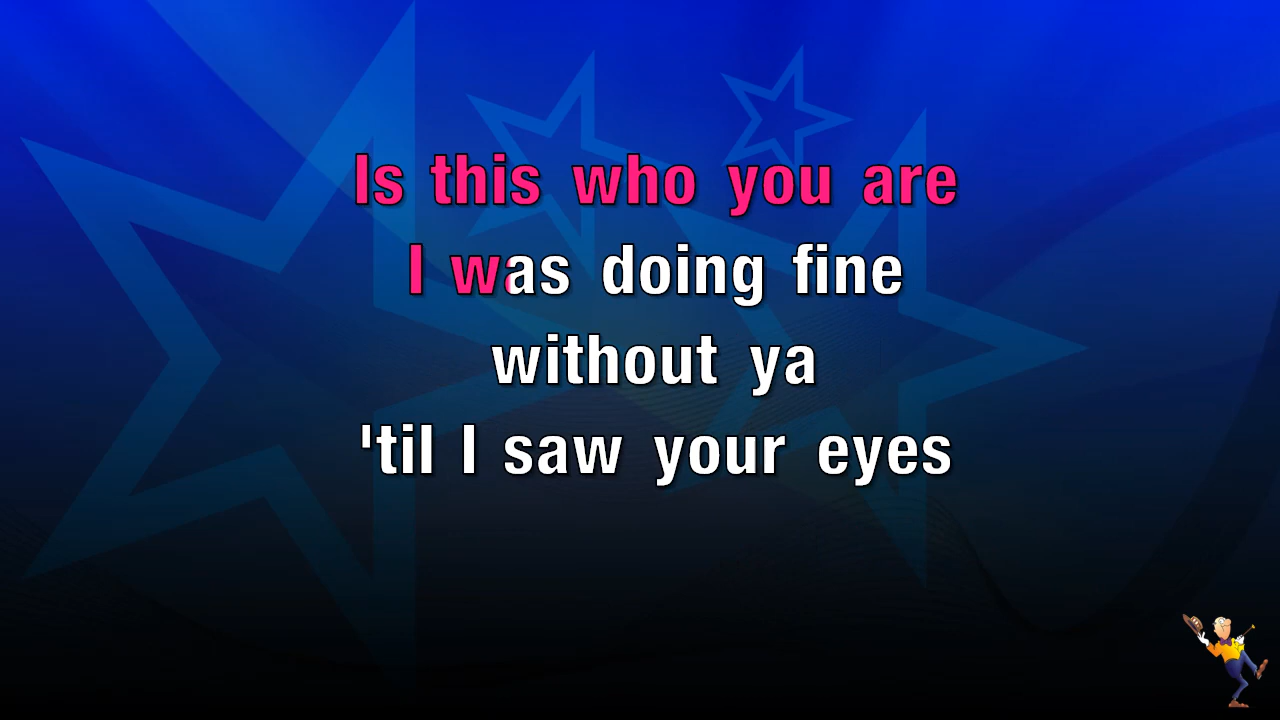 Is this who you are
I was doing fine
without ya
'til I saw your eyes